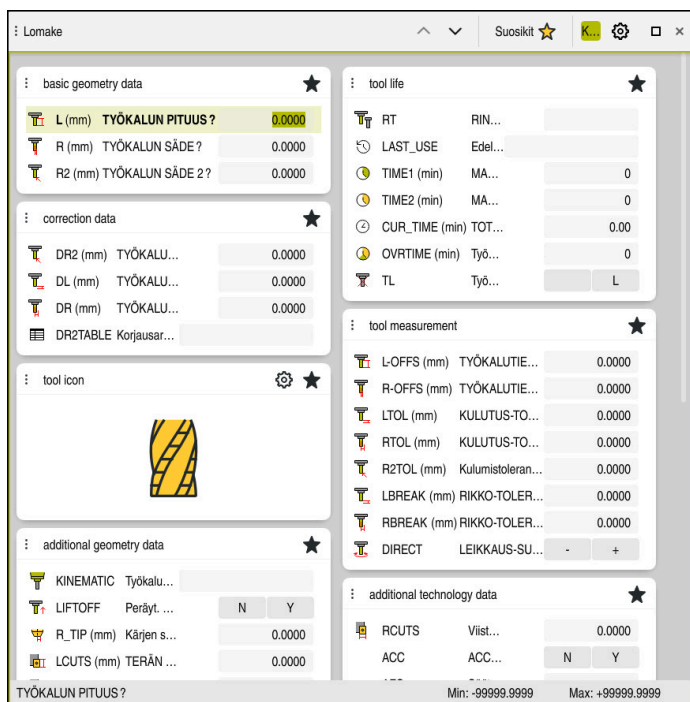 Lomake
Suosikit
K...
basic geometry data
L (mm) TYÖKALUN PITUUS? 0.0000
R (mm) TYÖKALUN SÄDE? 0.0000
R2 (mm) TYÖKALUN SÄDE 2? 0.0000
correction data
DR2 (mm) TYÖKALU... 0.0000
DL (mm) TYÖKALU... 0.0000
DR (mm) TYÖKALU... 0.0000
DR2TABLE Korjausar...
tool icon
additional geometry data
KINEMATIC Työkalu...
LIFTOFF Peräyt. ... N Y
R_TIP (mm) Kärjen s... 0.0000
LCUTS (mm) TERÄN ... 0.0000
tool life
RT RIN...
LAST_USE Edel...
TIME1 (min) MA... 0
TIME2 (min) MA... 0
CUR_TIME (min) TOT... 0.00
OVRTIME (min) Työ... 0
TL Työ... L
tool measurement
L-OFFS (mm) TYÖKALUTIE... 0.0000
R-OFFS (mm) TYÖKALUTIE... 0.0000
LTOL (mm) KULUTUS-TO... 0.0000
RTOL (mm) KULUTUS-TO... 0.0000
R2TOL (mm) Kulumistoleran... 0.0000
LBREAK (mm) RIKKO-TOLER... 0.0000
RBREAK (mm) RIKKO-TOLER... 0.0000
DIRECT LEIKKAUS-SU... - +
additional technology data
RCUTS Viist... 0.0000
ACC ACC... N Y
TYÖKALUN PITUUS? Min: -99999.9999 Max: +99999.9999